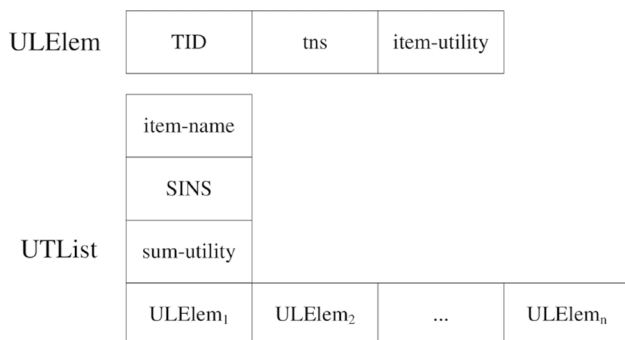 ULElem TID tns item-utility
item-name
SINS
UTList sum-utility
ULElem₁ ULElem₂ ... ULElemₙ